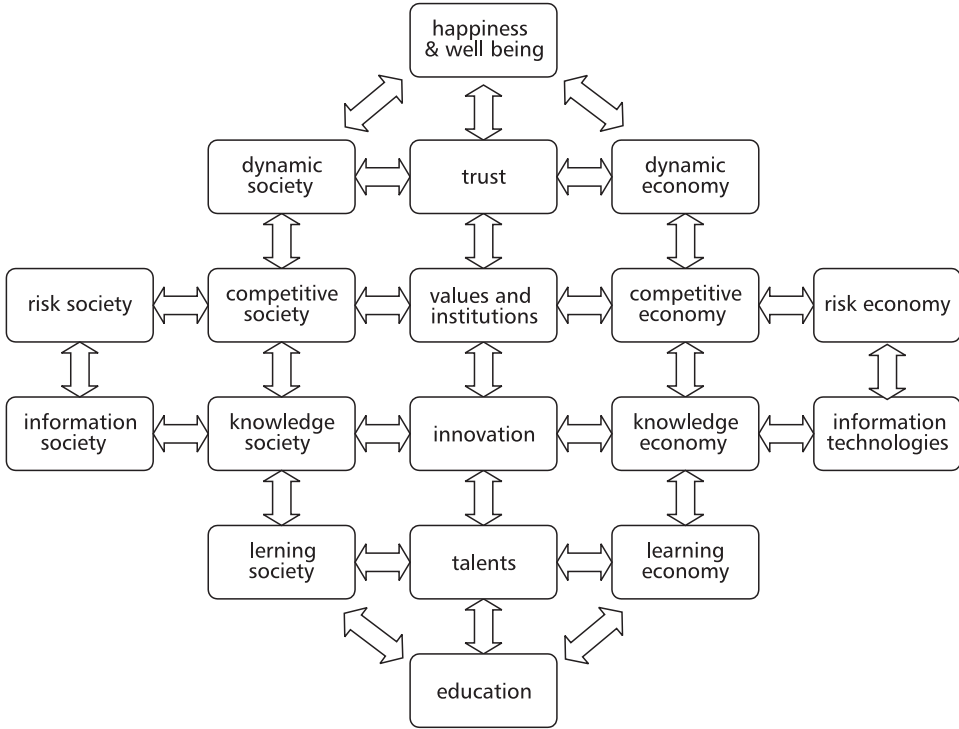 happiness
& well being
dynamic
society
trust
dynamic
economy
risk society
competitive
society
values and
institutions
competitive
economy
risk economy
information
society
knowledge
society
innovation
knowledge
economy
information
technologies
lerning
society
talents
learning
economy
education